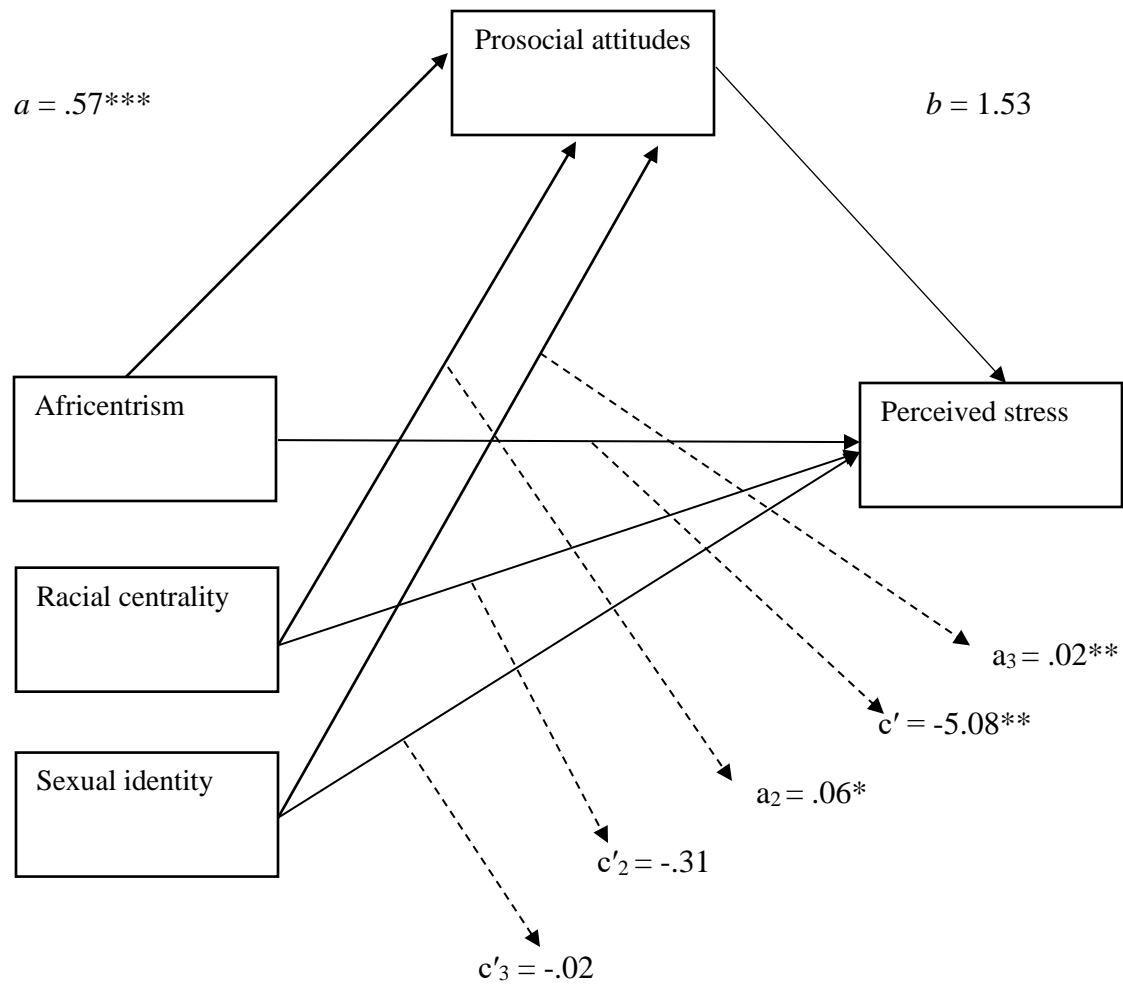 Prosocial attitudes
a = .57***
b = 1.53
Africentrism
Perceived stress
Racial centrality
a₃ = .02**
c′ = -5.08**
Sexual identity
a₂ = .06*
c′₂ = -.31
c′₃ = -.02